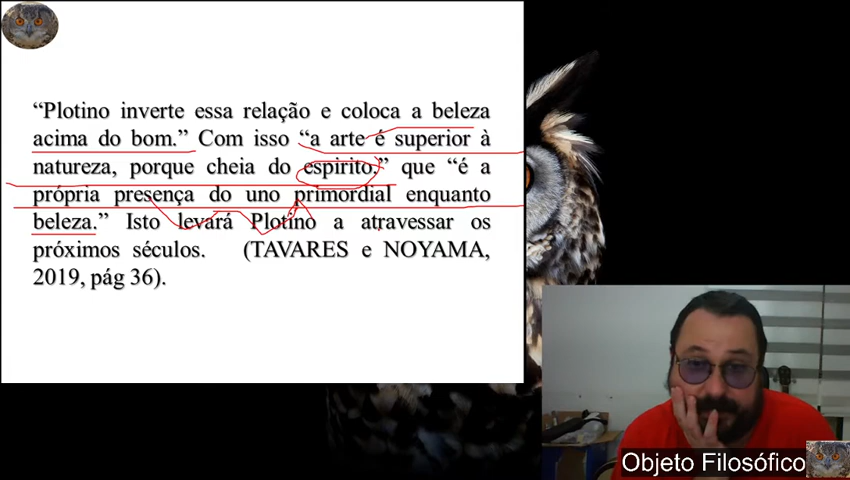 “Plotino inverte essa relação e coloca a beleza
acima do bom.” Com isso “a arte é superior à
natureza, porque cheia do espirito.” que “é a
própria presença do uno primordial enquanto
beleza.” Isto levará Plotino a atravessar os
próximos séculos. (TAVARES e NOYAMA,
2019, pág 36).
Objeto Filosófico